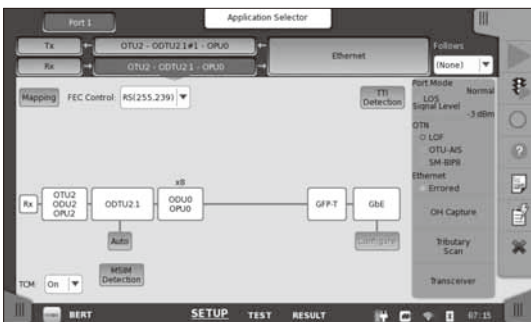 Port 1
Application Selector
Tx
OTU2 - ODTU2.1#1 - OPU0
Ethernet
Follows
Rx
OTU2 - ODTU2.1 - OPU0
(None)
Mapping
FEC Control:
RS(255,239)
TTI Detection
Port Mode
Normal
LOS
Signal Level
-3 dBm
OTN
LOF
OTU-AIS
SM-BIP8
Ethernet
Errored
x8
Rx
OTU2
ODU2
OPU2
ODTU2.1
ODU0
OPU0
GFP-T
GbE
OH Capture
Auto
Configure
Tributary Scan
MSIM Detection
TCM:
On
Transceiver
BERT
SETUP
TEST
RESULT
07:15